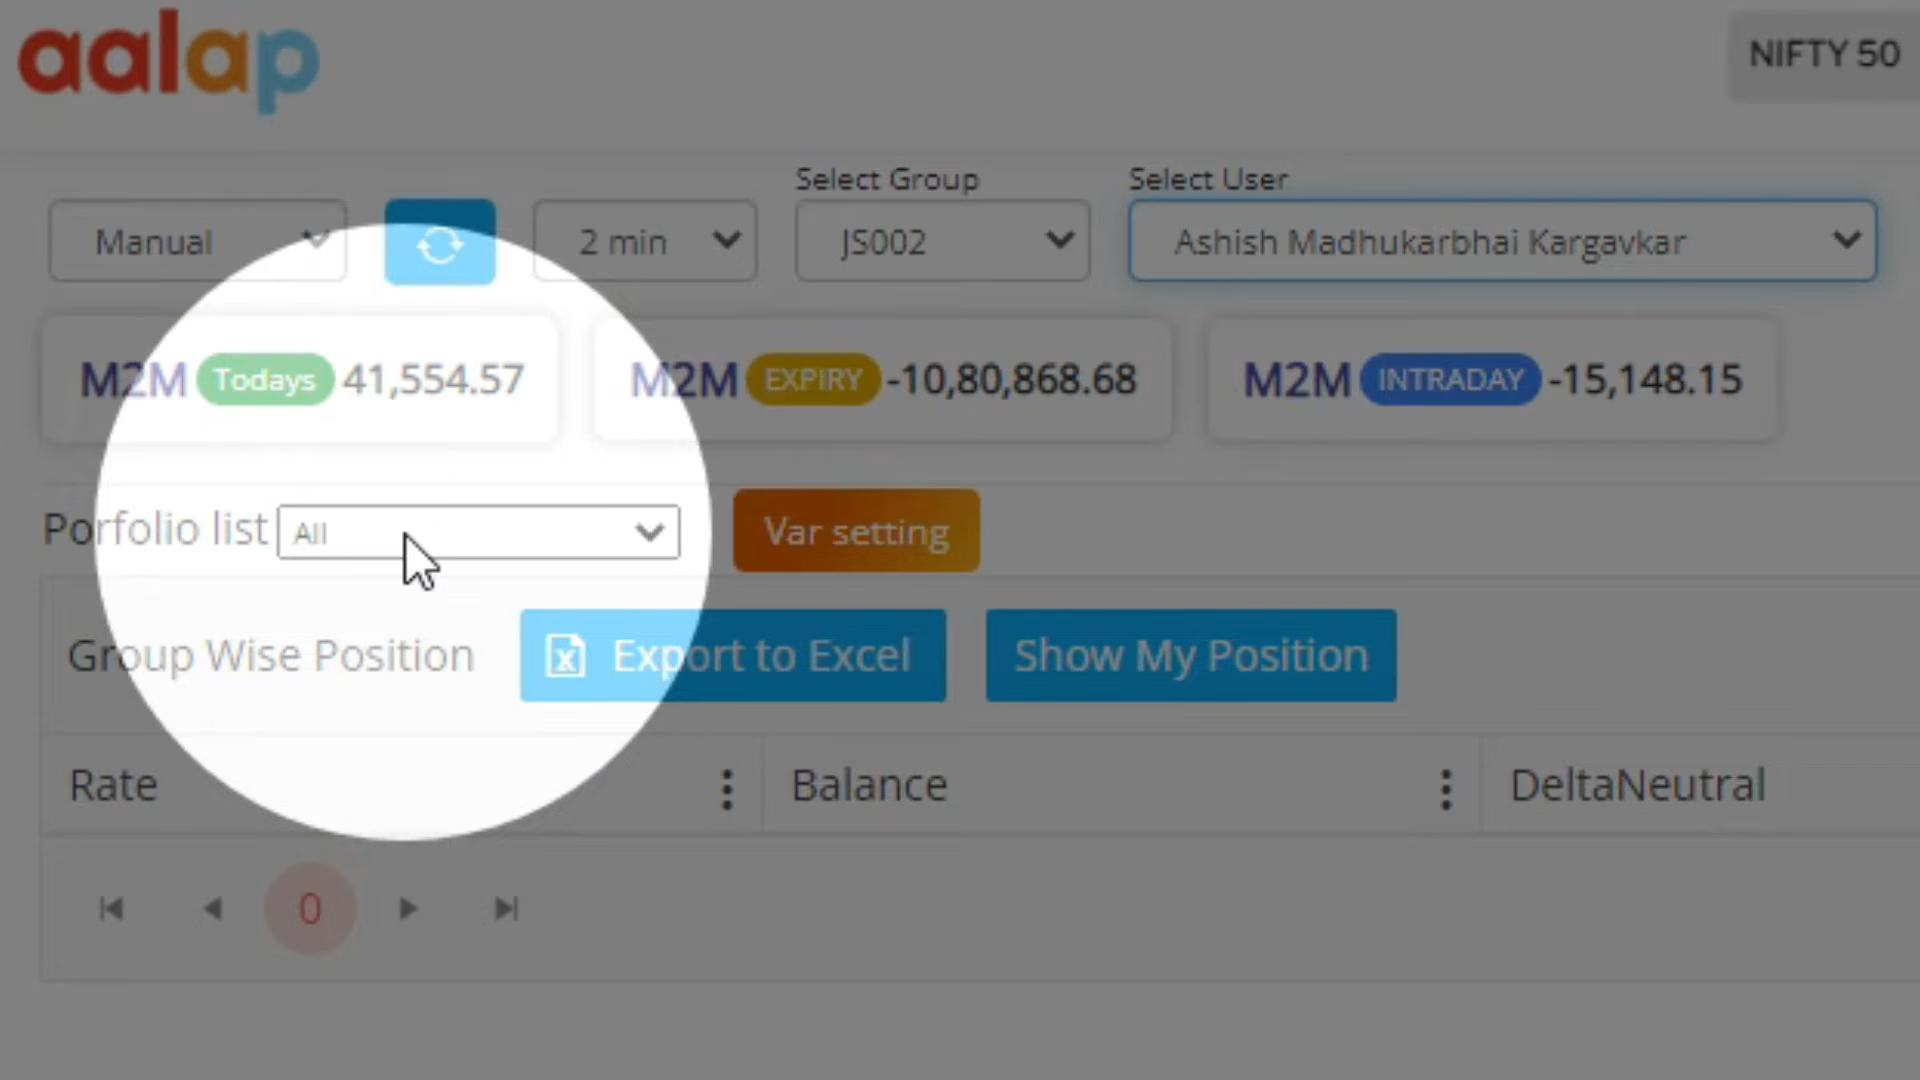 aalap
NIFTY 50
Select Group
Select User
Manual
2 min
JS002
Ashish Madhukarbhai Kargavkar
M2M Todays 41,554.57
M2M EXPIRY -10,80,868.68
M2M INTRADAY -15,148.15
Porfolio list All
Var setting
Group Wise Position
Export to Excel
Show My Position
Rate
Balance
DeltaNeutral
0